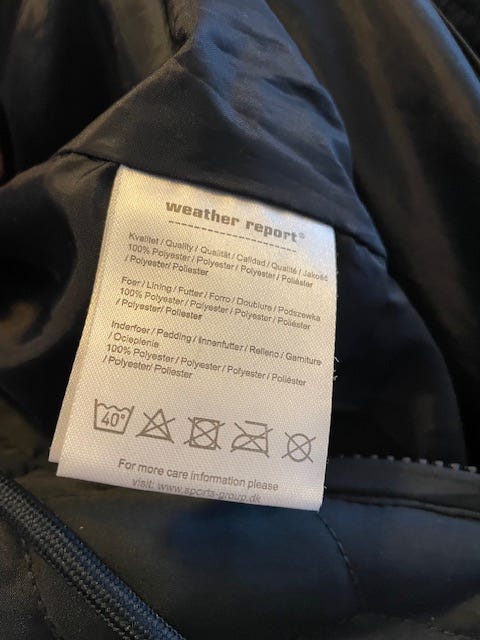 weather report®
Kvalitet / Quality / Qualität / Calidad / Qualité / Jakość
100% Polyester / Polyester / Polyester / Poliéster
/ Polyester/ Poliester
Foer / Lining / Futter / Forro / Doublure / Podszewka
100% Polyester / Polyester / Polyester / Poliéster
/ Polyester/ Poliester
Inderfoer / Padding / Innenfutter / Relleno / Garniture
/ Ocieplenie
100% Polyester / Polyester / Polyester / Poliéster
/ Polyester/ Poliester
40°
For more care information please
visit: www.sports-group.dk